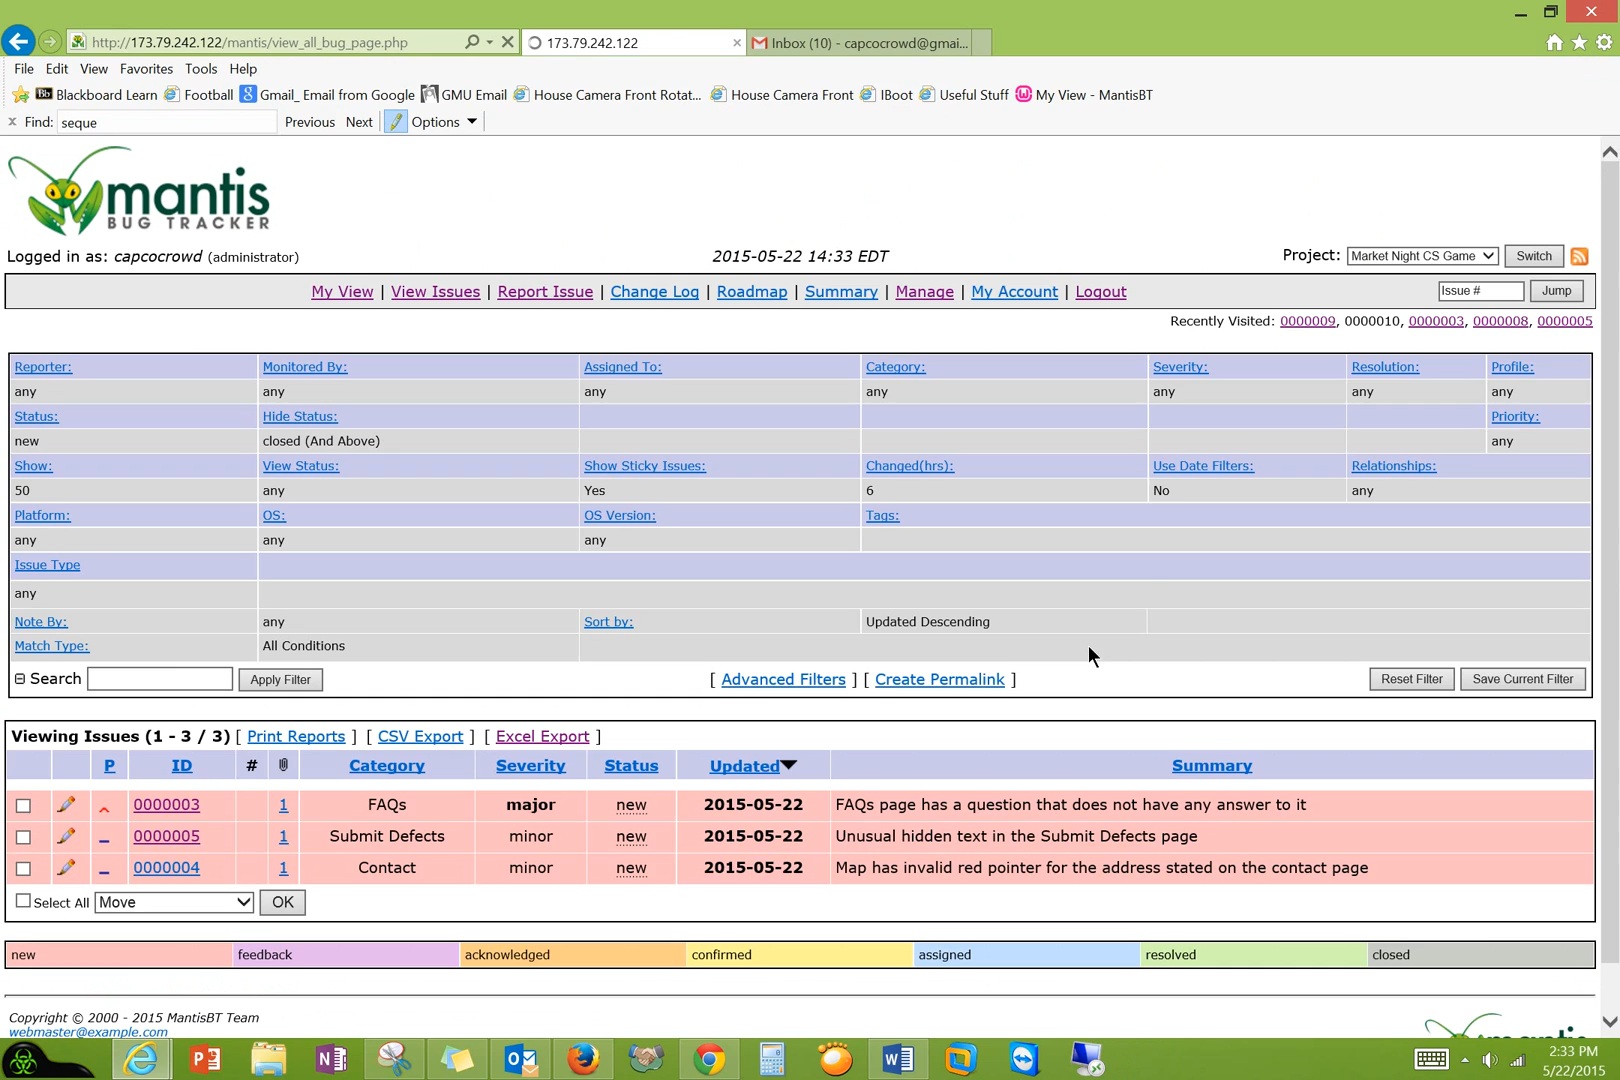 http://173.79.242.122/mantis/view_all_bug_page.php 173.79.242.122 Inbox (10) - capcocrowd@gmai...
File Edit View Favorites Tools Help
Blackboard Learn Football Gmail_ Email from Google GMU Email House Camera Front Rotat... House Camera Front IBoot Useful Stuff My View - MantisBT
x Find: seque Previous Next Options
mantis
BUG TRACKER
Logged in as: capcocrowd (administrator) 2015-05-22 14:33 EDT Project: Market Night CS Game Switch
My View | View Issues | Report Issue | Change Log | Roadmap | Summary | Manage | My Account | Logout Issue # Jump
Recently Visited: 0000009, 0000010, 0000003, 0000008, 0000005
Reporter: Monitored By: Assigned To: Category: Severity: Resolution: Profile:
any any any any any any any
Status: Hide Status: Priority:
new closed (And Above) any
Show: View Status: Show Sticky Issues: Changed(hrs): Use Date Filters: Relationships:
50 any Yes 6 No any
Platform: OS: OS Version: Tags:
any any any
Issue Type
any
Note By: any Sort by: Updated Descending
Match Type: All Conditions
Search Apply Filter [ Advanced Filters ] [ Create Permalink ] Reset Filter Save Current Filter
Viewing Issues (1 - 3 / 3) [ Print Reports ] [ CSV Export ] [ Excel Export ]
P ID # Category Severity Status Updated Summary
0000003 1 FAQs major new 2015-05-22 FAQs page has a question that does not have any answer to it
0000005 1 Submit Defects minor new 2015-05-22 Unusual hidden text in the Submit Defects page
0000004 1 Contact minor new 2015-05-22 Map has invalid red pointer for the address stated on the contact page
Select All Move OK
new feedback acknowledged confirmed assigned resolved closed
Copyright © 2000 - 2015 MantisBT Team
webmaster@example.com
2:33 PM
5/22/2015